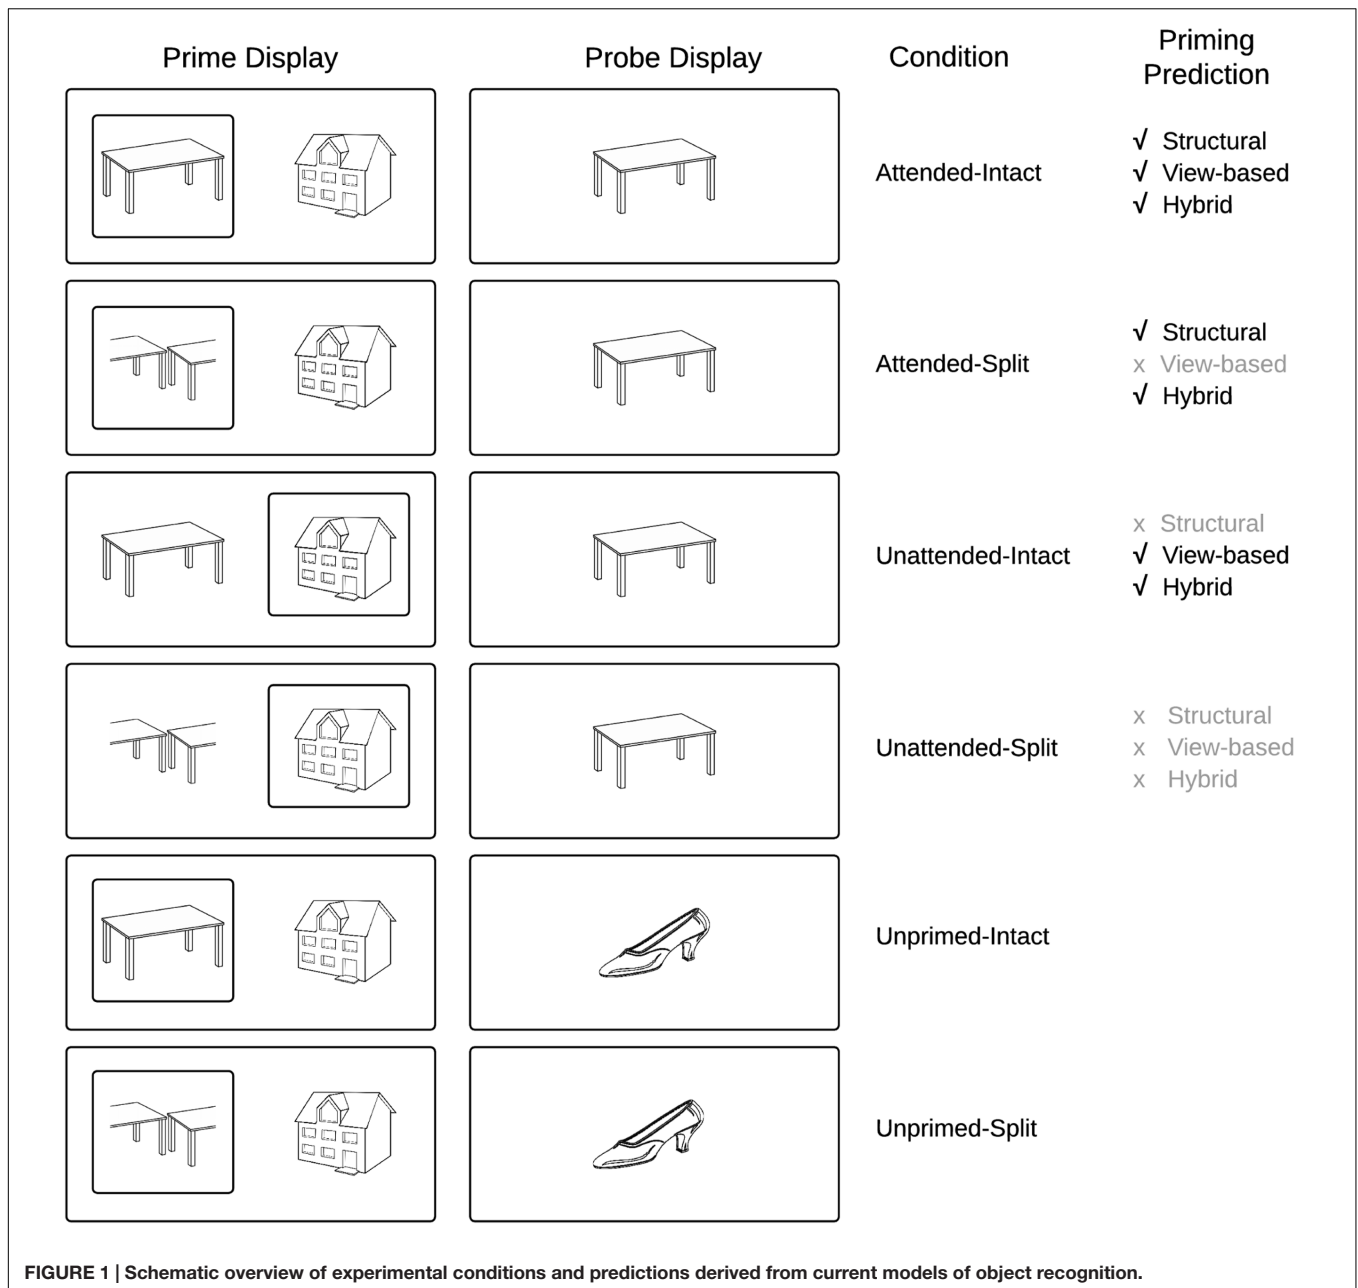 Prime Display
Probe Display
Condition
Priming
Prediction
Attended-Intact
√ Structural
√ View-based
√ Hybrid
Attended-Split
√ Structural
x View-based
√ Hybrid
Unattended-Intact
x Structural
√ View-based
√ Hybrid
Unattended-Split
x Structural
x View-based
x Hybrid
Unprimed-Intact
Unprimed-Split
FIGURE 1 | Schematic overview of experimental conditions and predictions derived from current models of object recognition.